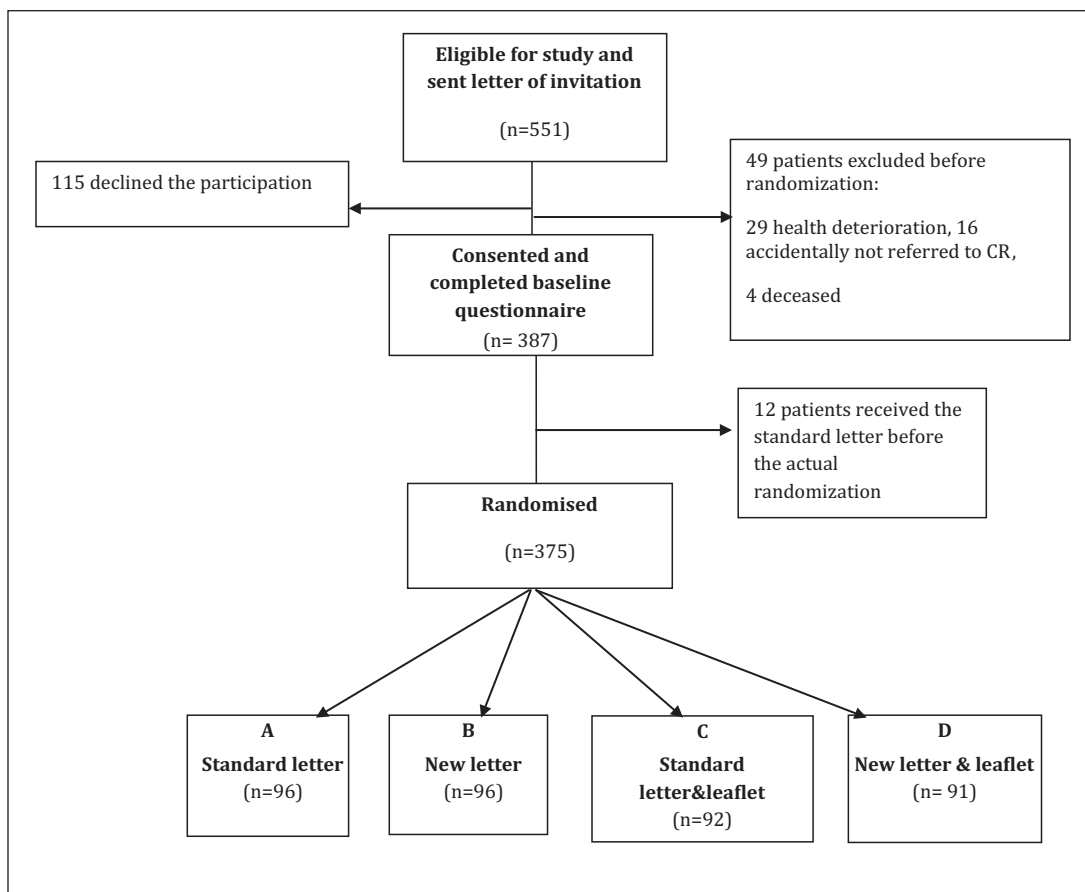 Eligible for study and
sent letter of invitation
(n=551)
115 declined the participation
49 patients excluded before
randomization:
29 health deterioration, 16
accidentally not referred to CR,
4 deceased
Consented and
completed baseline
questionnaire
(n= 387)
12 patients received the
standard letter before
the actual
randomization
Randomised
(n=375)
A
Standard letter
(n=96)
B
New letter
(n=96)
C
Standard
letter&leaflet
(n=92)
D
New letter & leaflet
(n= 91)